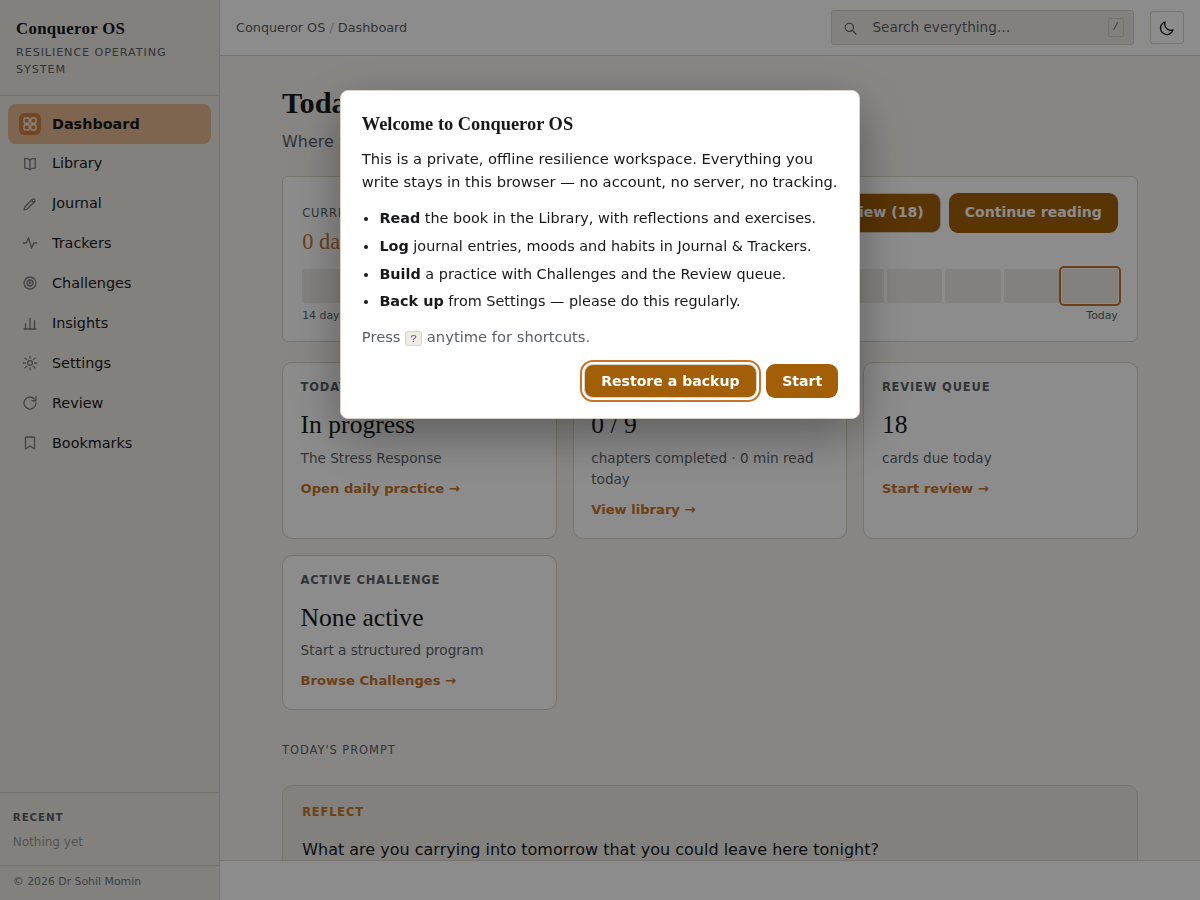 Conqueror OS
RESILIENCE OPERATING
SYSTEM
Dashboard
Library
Journal
Trackers
Challenges
Insights
Settings
Review
Bookmarks
RECENT
Nothing yet
© 2026 Dr Sohil Momin
Conqueror OS / Dashboard
Search everything… /
Where
Welcome to Conqueror OS
This is a private, offline resilience workspace. Everything you
write stays in this browser — no account, no server, no tracking.
• Read the book in the Library, with reflections and exercises.
• Log journal entries, moods and habits in Journal & Trackers.
• Build a practice with Challenges and the Review queue.
• Back up from Settings — please do this regularly.
Press ? anytime for shortcuts.
Restore a backup
Start
(18)
Continue reading
0
14
Today
In progress
The Stress Response
Open daily practice →
0 / 9
chapters completed · 0 min read
today
View library →
REVIEW QUEUE
18
cards due today
Start review →
ACTIVE CHALLENGE
None active
Start a structured program
Browse Challenges →
TODAY'S PROMPT
REFLECT
What are you carrying into tomorrow that you could leave here tonight?